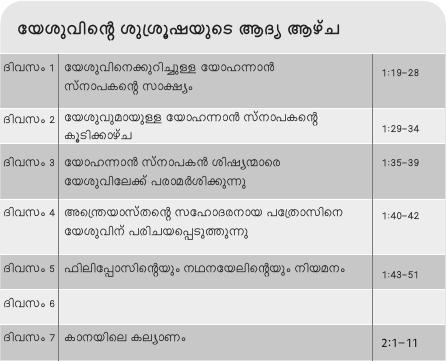 യേശുവിന്റെ ശുശ്രൂഷയുടെ ആദ്യ ആഴ്ച
ദിവസം 1 യേശുവിനെക്കുറിച്ചുള്ള യോഹന്നാൻ 1:19–28
സ്നാപകന്റെ സാക്ഷ്യം
ദിവസം 2 യേശുവുമായുള്ള യോഹന്നാൻ സ്നാപകന്റെ 1:29–34
കൂടിക്കാഴ്ച
ദിവസം 3 യോഹന്നാൻ സ്നാപകൻ ശിഷ്യന്മാരെ 1:35–39
യേശുവിലേക്ക് പരാമർശിക്കുന്നു
ദിവസം 4 അന്ത്രെയാസ്തന്റെ സഹോദരനായ പത്രോസിനെ 1:40–42
യേശുവിന് പരിചയപ്പെടുത്തുന്നു
ദിവസം 5 ഫിലിപ്പോസിന്റെയും നഥനയേലിന്റെയും നിയമനം 1:43–51
ദിവസം 6
ദിവസം 7 കാനയിലെ കല്യാണം 2:1–11